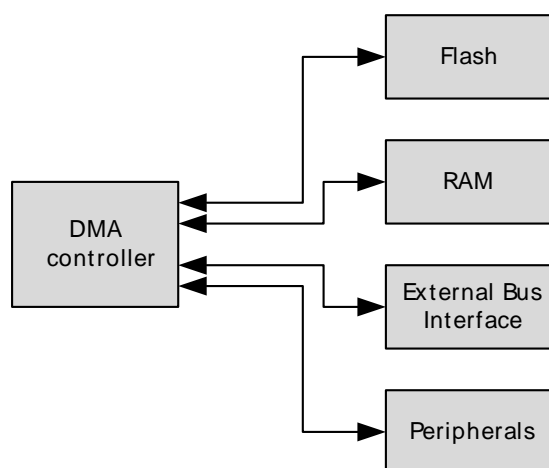 Flash
RAM
DMA
controller
External Bus
Interface
Peripherals